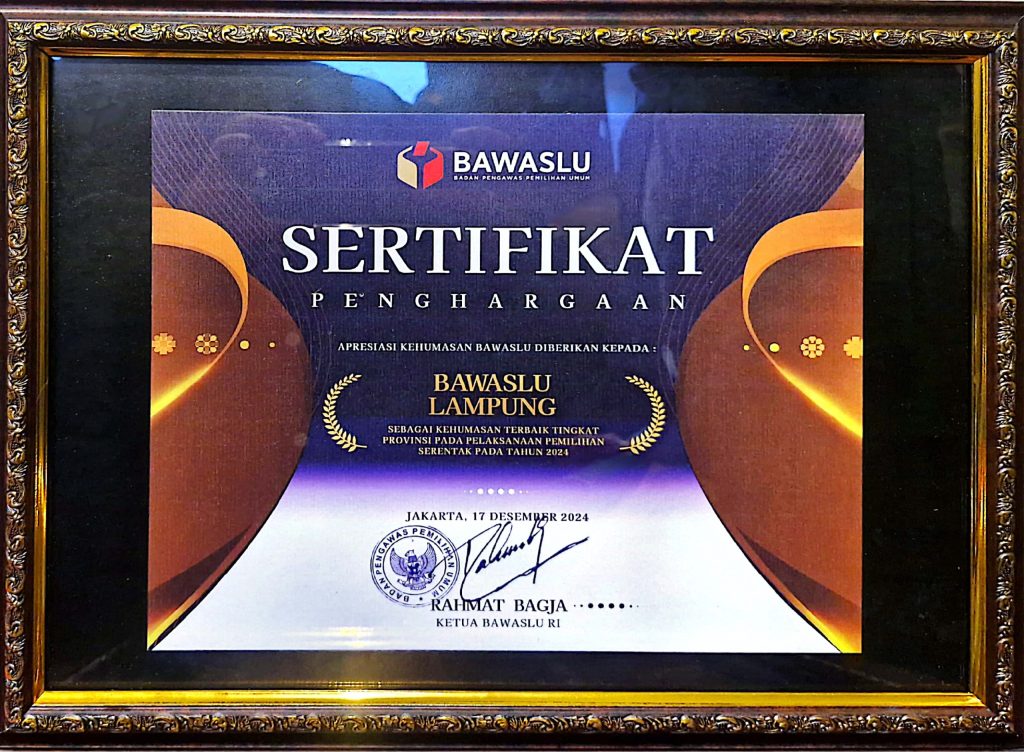 BAWASLU
BADAN PENGAWAS PEMILIHAN UMUM
SERTIFIKAT
PENGHARGAAN
APRESIASI KEHUMASAN BAWASLU DIBERIKAN KEPADA :
BAWASLU
LAMPUNG
SEBAGAI KEHUMASAN TERBAIK TINGKAT
PROVINSI PADA PELAKSANAAN PEMILIHAN
SERENTAK PADA TAHUN 2024
JAKARTA, 17 DESEMBER 2024
BADAN PENGAWAS PEMILIHAN UMUM
RAHMAT BAGJA
KETUA BAWASLU RI